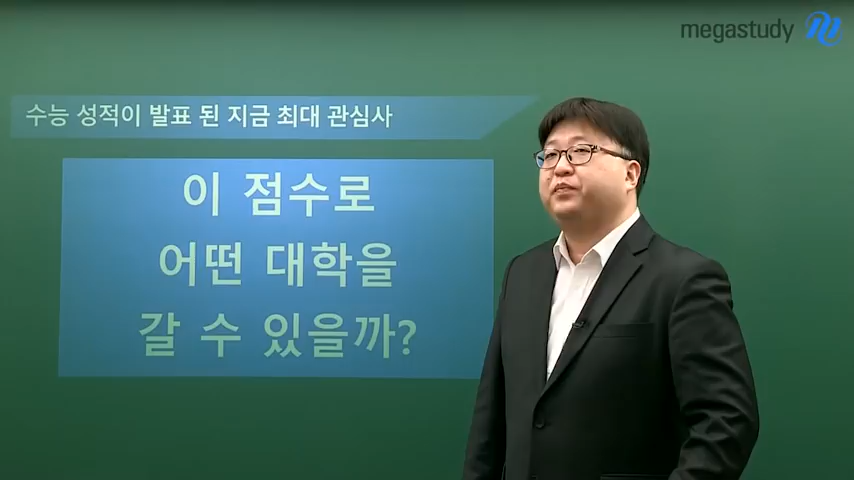 megastudy
수능 성적이 발표 된 지금 최대 관심사
이 점수로
어떤 대학을
갈 수 있을까?